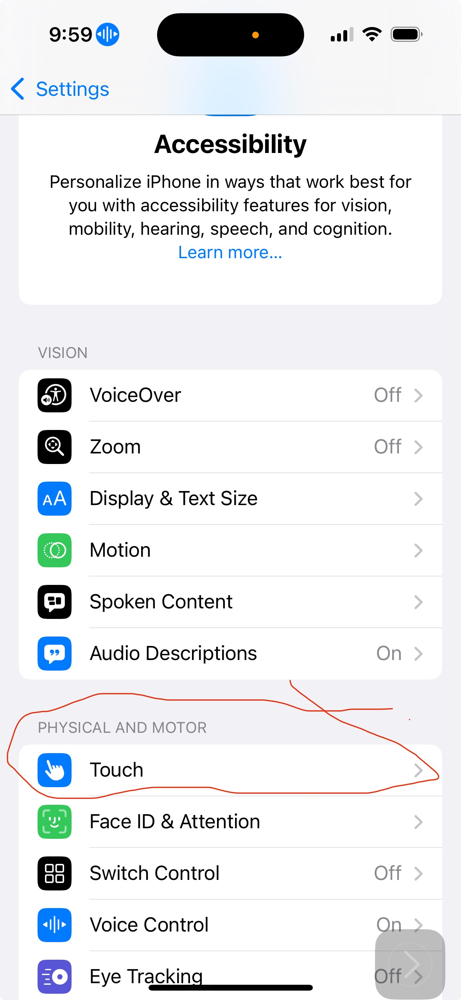 9:59
Settings
Accessibility
Personalize iPhone in ways that work best for
you with accessibility features for vision,
mobility, hearing, speech, and cognition.
Learn more...
VISION
VoiceOver Off
Zoom Off
AA Display & Text Size
Motion
Spoken Content
Audio Descriptions On
PHYSICAL AND MOTOR
Touch
Face ID & Attention
Switch Control Off
Voice Control On
Eye Tracking Off